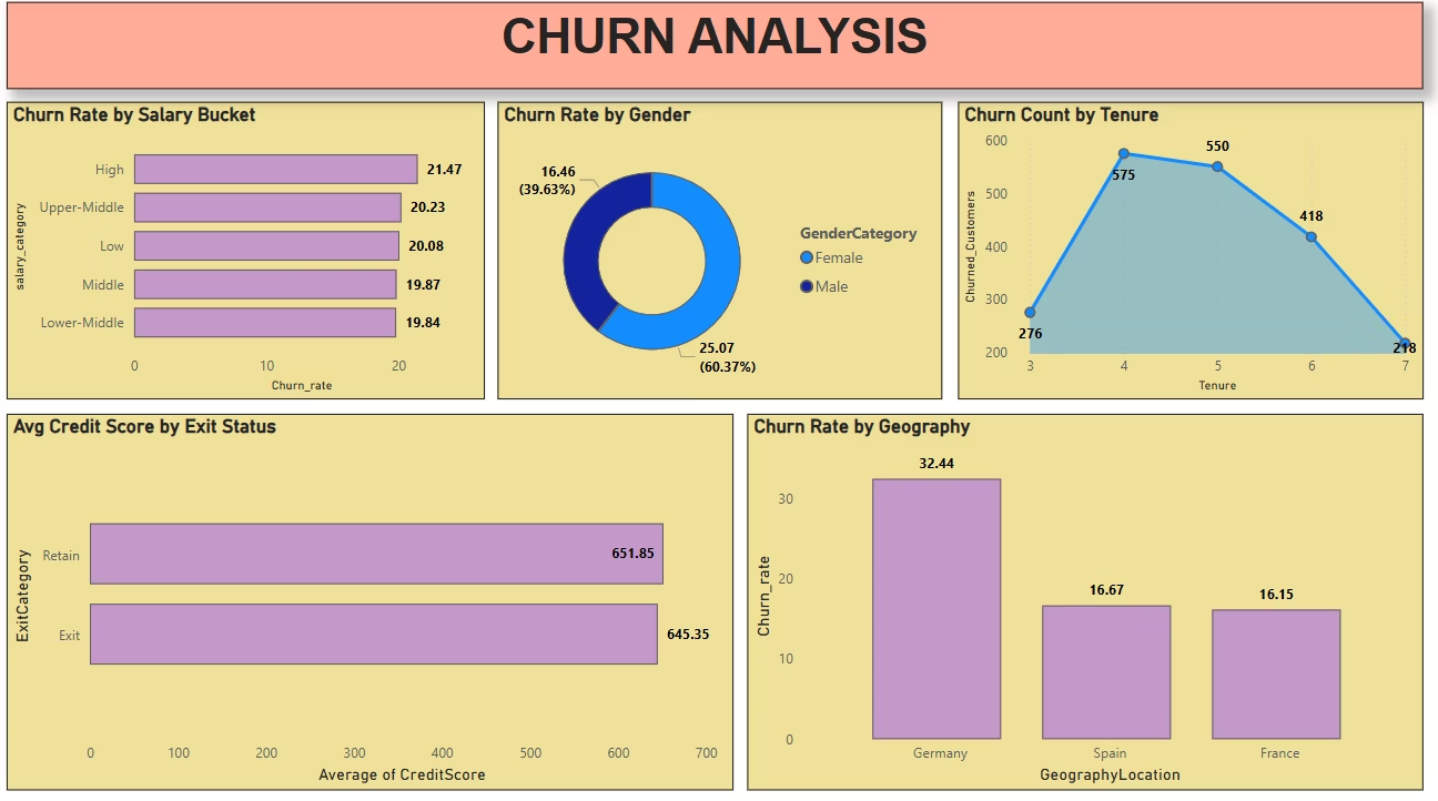 CHURN ANALYSIS
Churn Rate by Salary Bucket
salary_category
High
21.47
Upper-Middle
20.23
Low
20.08
Middle
19.87
Lower-Middle
19.84
0
10
20
Churn_rate
Churn Rate by Gender
16.46
(39.63%)
25.07
(60.37%)
GenderCategory
Female
Male
Churn Count by Tenure
Churned_Customers
600
500
400
300
200
276
575
550
418
218
3
4
5
6
7
Tenure
Avg Credit Score by Exit Status
ExitCategory
Retain
651.85
Exit
645.35
0
100
200
300
400
500
600
700
Average of CreditScore
Churn Rate by Geography
Churn_rate
30
20
10
0
32.44
16.67
16.15
Germany
Spain
France
GeographyLocation